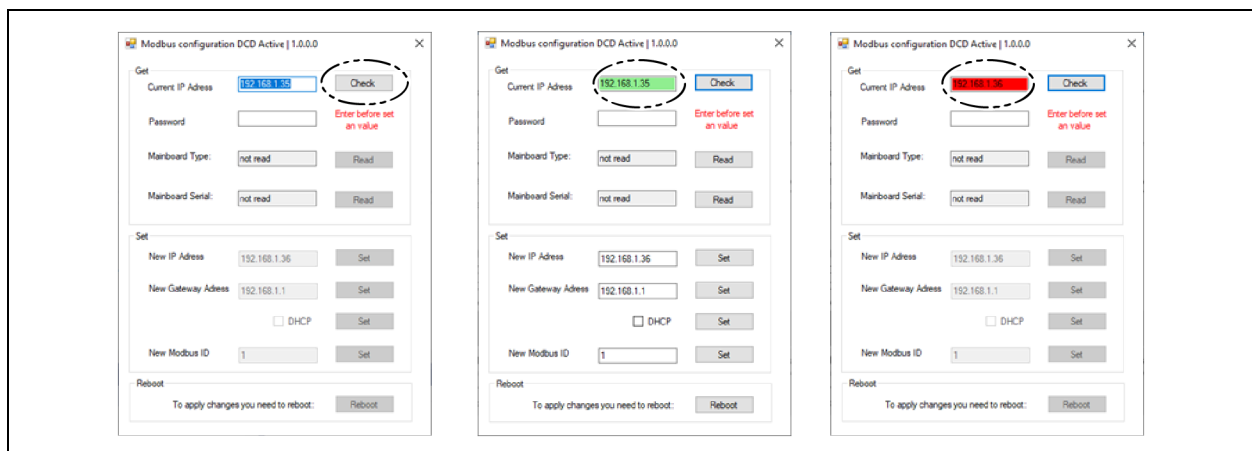 Modbus configuration DCD Active | 1.0.0.0
Get
Current IP Adress 192.168.1.35 Check
Password Enter before set
an value
Mainboard Type: not read Read
Mainboard Serial: not read Read
Set
New IP Adress 192.168.1.36 Set
New Gateway Adress 192.168.1.1 Set
DHCP Set
New Modbus ID 1 Set
Reboot
To apply changes you need to reboot: Reboot
Modbus configuration DCD Active | 1.0.0.0
Get
Current IP Adress 192.168.1.35 Check
Password Enter before set
an value
Mainboard Type: not read Read
Mainboard Serial: not read Read
Set
New IP Adress 192.168.1.36 Set
New Gateway Adress 192.168.1.1 Set
DHCP Set
New Modbus ID 1 Set
Reboot
To apply changes you need to reboot: Reboot
Modbus configuration DCD Active | 1.0.0.0
Get
Current IP Adress 192.168.1.36 Check
Password Enter before set
an value
Mainboard Type: not read Read
Mainboard Serial: not read Read
Set
New IP Adress 192.168.1.36 Set
New Gateway Adress 192.168.1.1 Set
DHCP Set
New Modbus ID 1 Set
Reboot
To apply changes you need to reboot: Reboot